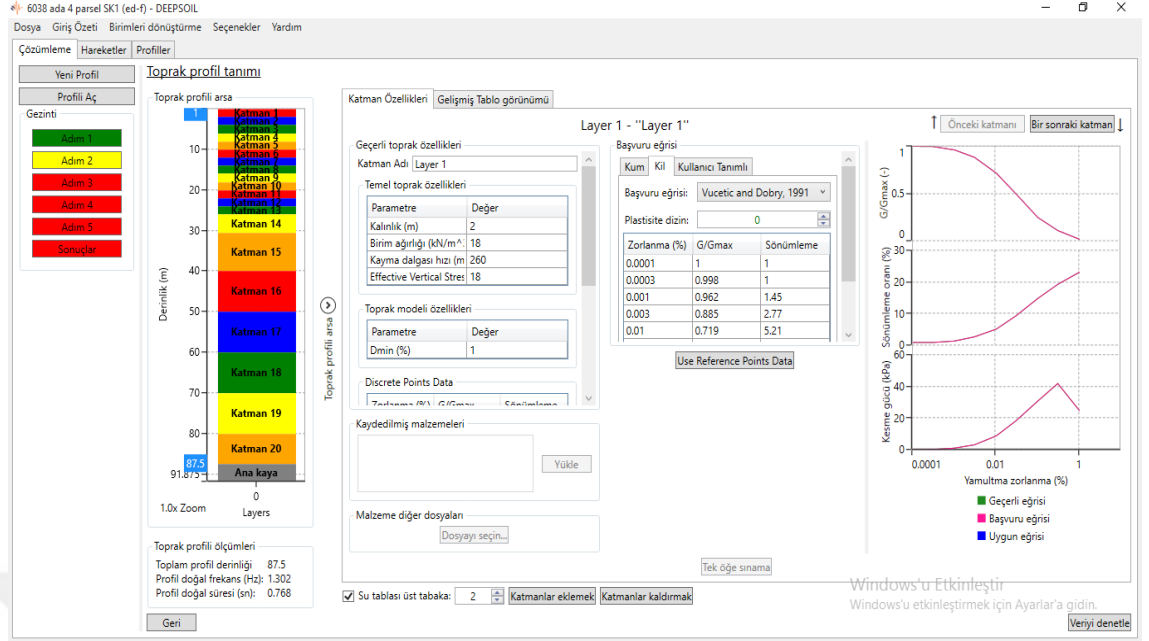 6038 ada 4 parsel SK1 (ed-f) - DEEPSOIL
Dosya Giriş Özeti Birimleri dönüştürme Seçenekler Yardım
Çözümleme Hareketler Profiller
Yeni Profil
Profili Aç
Gezinti
Adım 1
Adım 2
Adım 3
Adım 4
Adım 5
Sonuçlar
Toprak profil tanımı
Toprak profili arsa
1
Katman 1
Katman 2
Katman 3
Katman 4
Katman 5
Katman 6
Katman 7
Katman 8
Katman 9
Katman 10
Katman 11
Katman 12
Katman 13
Katman 14
Katman 15
Katman 16
Katman 17
Katman 18
Katman 19
Katman 20
Ana kaya
10
20
30
40
50
60
70
80
87.5
91.875
Derinlik (m)
0
1.0x Zoom
Layers
Toprak profili arsa
Toprak profili ölçümleri
Toplam profil derinliği 87.5
Profil doğal frekans (Hz): 1.302
Profil doğal süresi (sn): 0.768
Geri
Katman Özellikleri Gelişmiş Tablo görünümü
Layer 1 - "Layer 1"
Önceki katmanı Bir sonraki katman
Geçerli toprak özellikleri
Katman Adı Layer 1
Temel toprak özellikleri
Parametre Değer
Kalınlık (m) 2
Birim ağırlığı (kN/m^ 18
Kayma dalgası hızı (m 260
Effective Vertical Stres 18
Toprak modeli özellikleri
Parametre Değer
Dmin (%) 1
Discrete Points Data
Zorlanma (%) G/Gmax Sönümleme
Kaydedilmiş malzemeleri
Yükle
Malzeme diğer dosyaları
Dosyayı seçin...
Başvuru eğrisi
Kum Kil Kullanıcı Tanımlı
Başvuru eğrisi: Vucetic and Dobry, 1991
Plastisite dizin: 0
Zorlanma (%) G/Gmax Sönümleme
0.0001 1 1
0.0003 0.998 1
0.001 0.962 1.45
0.003 0.885 2.77
0.01 0.719 5.21
Use Reference Points Data
Tek öğe sınama
G/Gmax (-)
1
0.5
0
Sönümleme oranı (%)
30
20
10
0
Kesme gücü (kPa)
60
40
20
0
0.0001 0.01 1
Yamultma zorlanma (%)
Geçerli eğrisi
Başvuru eğrisi
Uygun eğrisi
Su tablası üst tabaka: 2 Katmanlar eklemek Katmanlar kaldırmak
Windows'u Etkinleştir
Windows'u etkinleştirmek için Ayarlar'a gidin.
Veriyi denetle